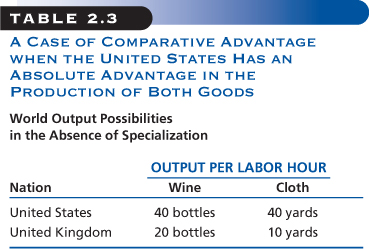 TABLE 2.3
A CASE OF COMPARATIVE ADVANTAGE
WHEN THE UNITED STATES HAS AN
ABSOLUTE ADVANTAGE IN THE
PRODUCTION OF BOTH GOODS
World Output Possibilities
in the Absence of Specialization
OUTPUT PER LABOR HOUR
Nation Wine Cloth
United States 40 bottles 40 yards
United Kingdom 20 bottles 10 yards